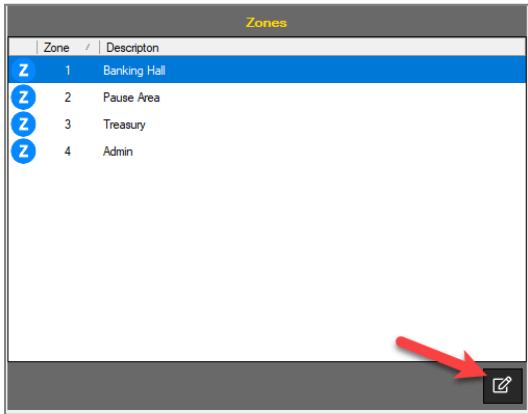 Zones
Zone / Descripton
Z 1 Banking Hall
Z 2 Pause Area
Z 3 Treasury
Z 4 Admin